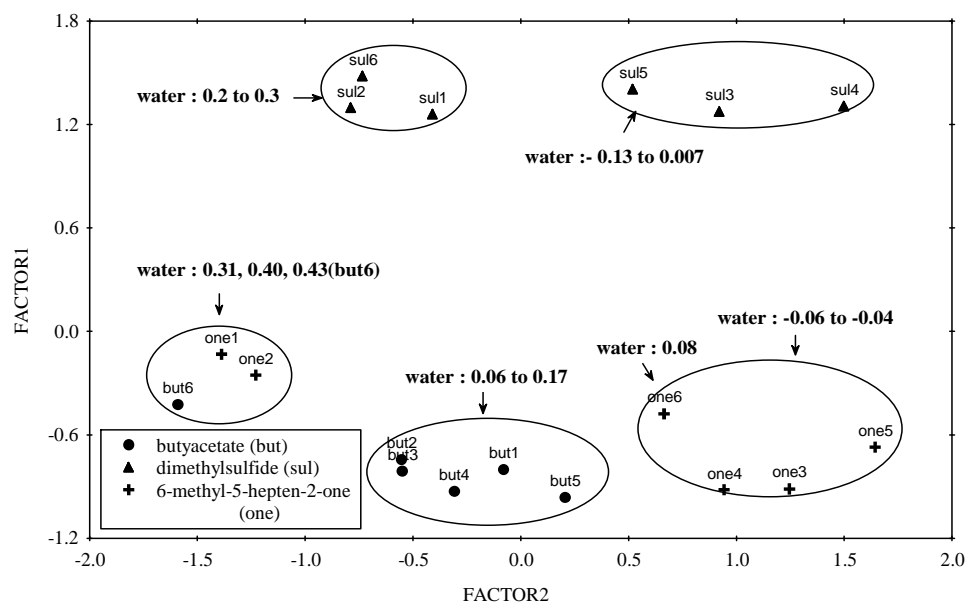 1.8
sul6
sul5
water : 0.2 to 0.3
sul2
sul1
sul3
sul4
1.2
water :- 0.13 to 0.007
0.6
FACTOR1
water : 0.31, 0.40, 0.43(but6)
water : -0.06 to -0.04
0.0
one1
water : 0.08
one2
water : 0.06 to 0.17
but6
one6
one5
-0.6
butyacetate (but)
but2
but3
but1
dimethylsulfide (sul)
but4
but5
one4
one3
6-methyl-5-hepten-2-one
(one)
-1.2
-2.0 -1.5 -1.0 -0.5 0.0 0.5 1.0 1.5 2.0
FACTOR2